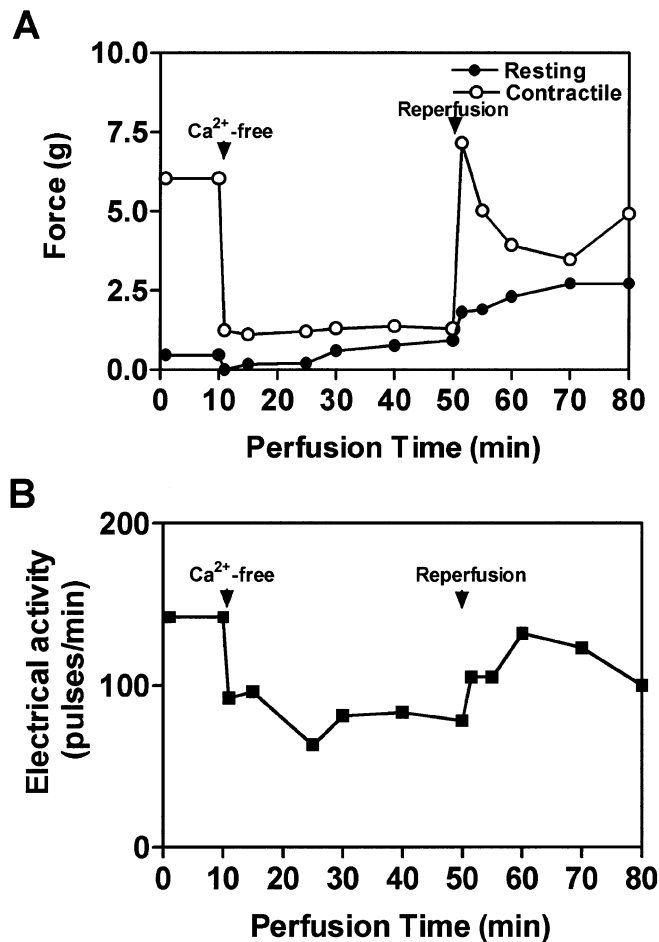 A
10.0
Resting
Contractile
Reperfusion
Ca²⁺-free
7.5
5.0
2.5
0.0
Force (g)
0 10 20 30 40 50 60 70 80
Perfusion Time (min)
B
200
Ca²⁺-free
Reperfusion
100
0
Electrical activity
(pulses/min)
0 10 20 30 40 50 60 70 80
Perfusion Time (min)